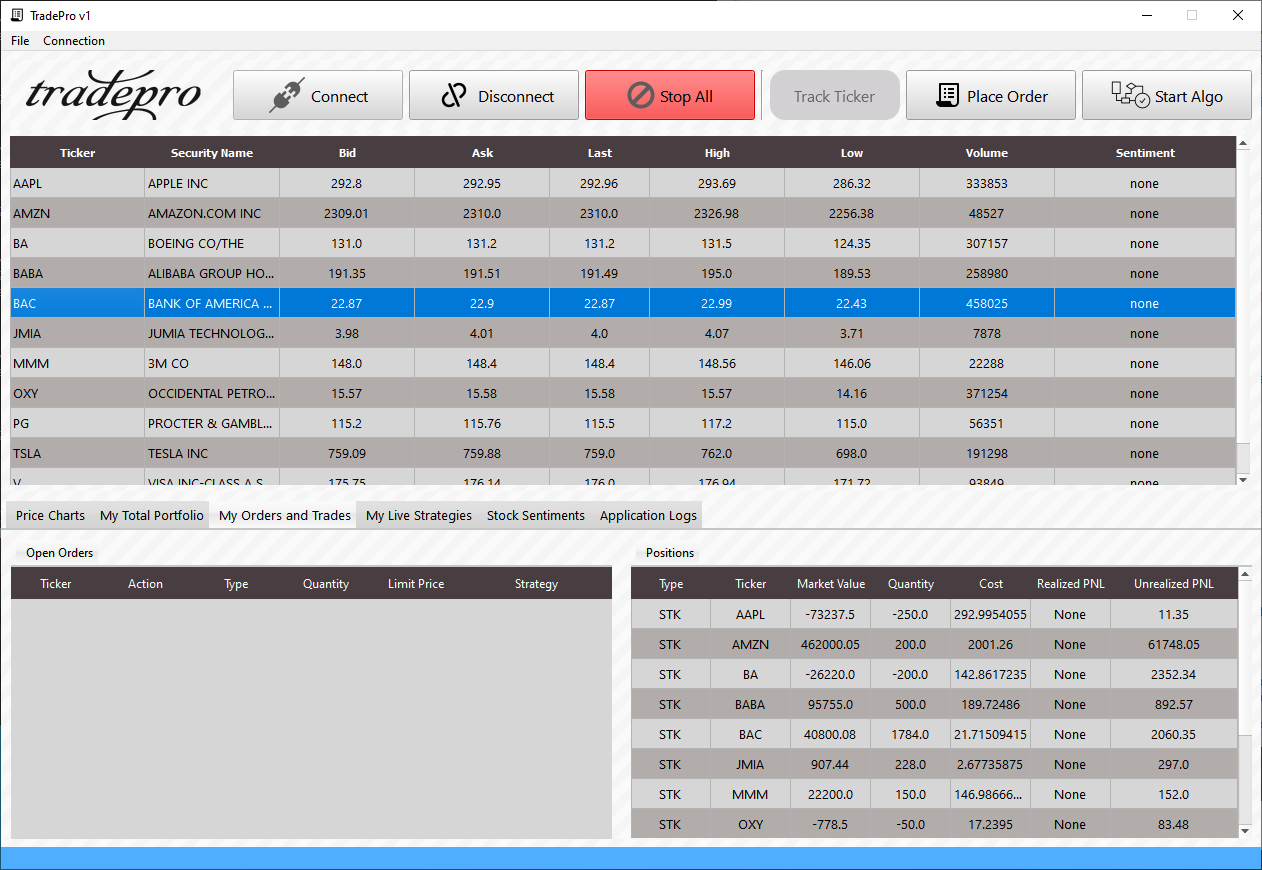 TradePro v1
File Connection
tradepro Connect Disconnect Stop All Track Ticker Place Order Start Algo
Ticker Security Name Bid Ask Last High Low Volume Sentiment
AAPL APPLE INC 292.8 292.95 292.96 293.69 286.32 333853 none
AMZN AMAZON.COM INC 2309.01 2310.0 2310.0 2326.98 2256.38 48527 none
BA BOEING CO/THE 131.0 131.2 131.2 131.5 124.35 307157 none
BABA ALIBABA GROUP HO... 191.35 191.51 191.49 195.0 189.53 258980 none
BAC BANK OF AMERICA ... 22.87 22.9 22.87 22.99 22.43 458025 none
JMIA JUMIA TECHNOLOG... 3.98 4.01 4.0 4.07 3.71 7878 none
MMM 3M CO 148.0 148.4 148.4 148.56 146.06 22288 none
OXY OCCIDENTAL PETRO... 15.57 15.58 15.58 15.57 14.16 371254 none
PG PROCTER & GAMBL... 115.2 115.76 115.5 117.2 115.0 56351 none
TSLA TESLA INC 759.09 759.88 759.0 762.0 698.0 191298 none
V VISA INC-CLASS A S... 175.75 176.14 176.0 176.94 171.72 93849 none
Price Charts My Total Portfolio My Orders and Trades My Live Strategies Stock Sentiments Application Logs
Open Orders
Ticker Action Type Quantity Limit Price Strategy
Positions
Type Ticker Market Value Quantity Cost Realized PNL Unrealized PNL
STK AAPL -73237.5 -250.0 292.9954055 None 11.35
STK AMZN 462000.05 200.0 2001.26 None 61748.05
STK BA -26220.0 -200.0 142.8617235 None 2352.34
STK BABA 95755.0 500.0 189.72486 None 892.57
STK BAC 40800.08 1784.0 21.71509415 None 2060.35
STK JMIA 907.44 228.0 2.67735875 None 297.0
STK MMM 22200.0 150.0 146.98666... None 152.0
STK OXY -778.5 -50.0 17.2395 None 83.48